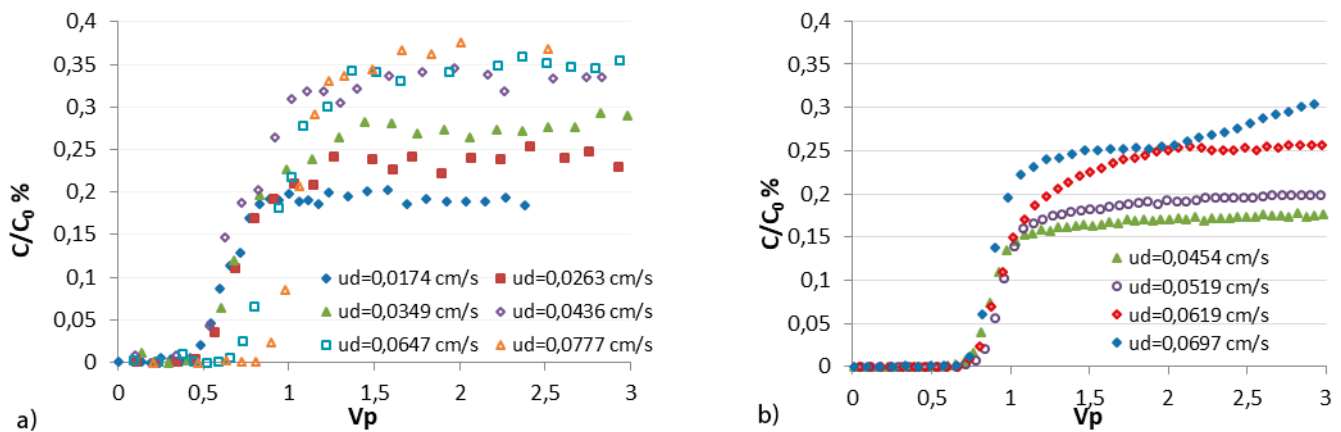 0,4
0,35
0,3
0,25
0,2
0,15
0,1
0,05
0
C/C₀ %
ud=0,0174 cm/s ud=0,0263 cm/s
ud=0,0349 cm/s ud=0,0436 cm/s
ud=0,0647 cm/s ud=0,0777 cm/s
0 0,5 1 1,5 2 2,5 3
Vp
a)
0,4
0,35
0,3
0,25
0,2
0,15
0,1
0,05
0
C/C₀ %
ud=0,0454 cm/s
ud=0,0519 cm/s
ud=0,0619 cm/s
ud=0,0697 cm/s
0 0,5 1 1,5 2 2,5 3
Vp
b)